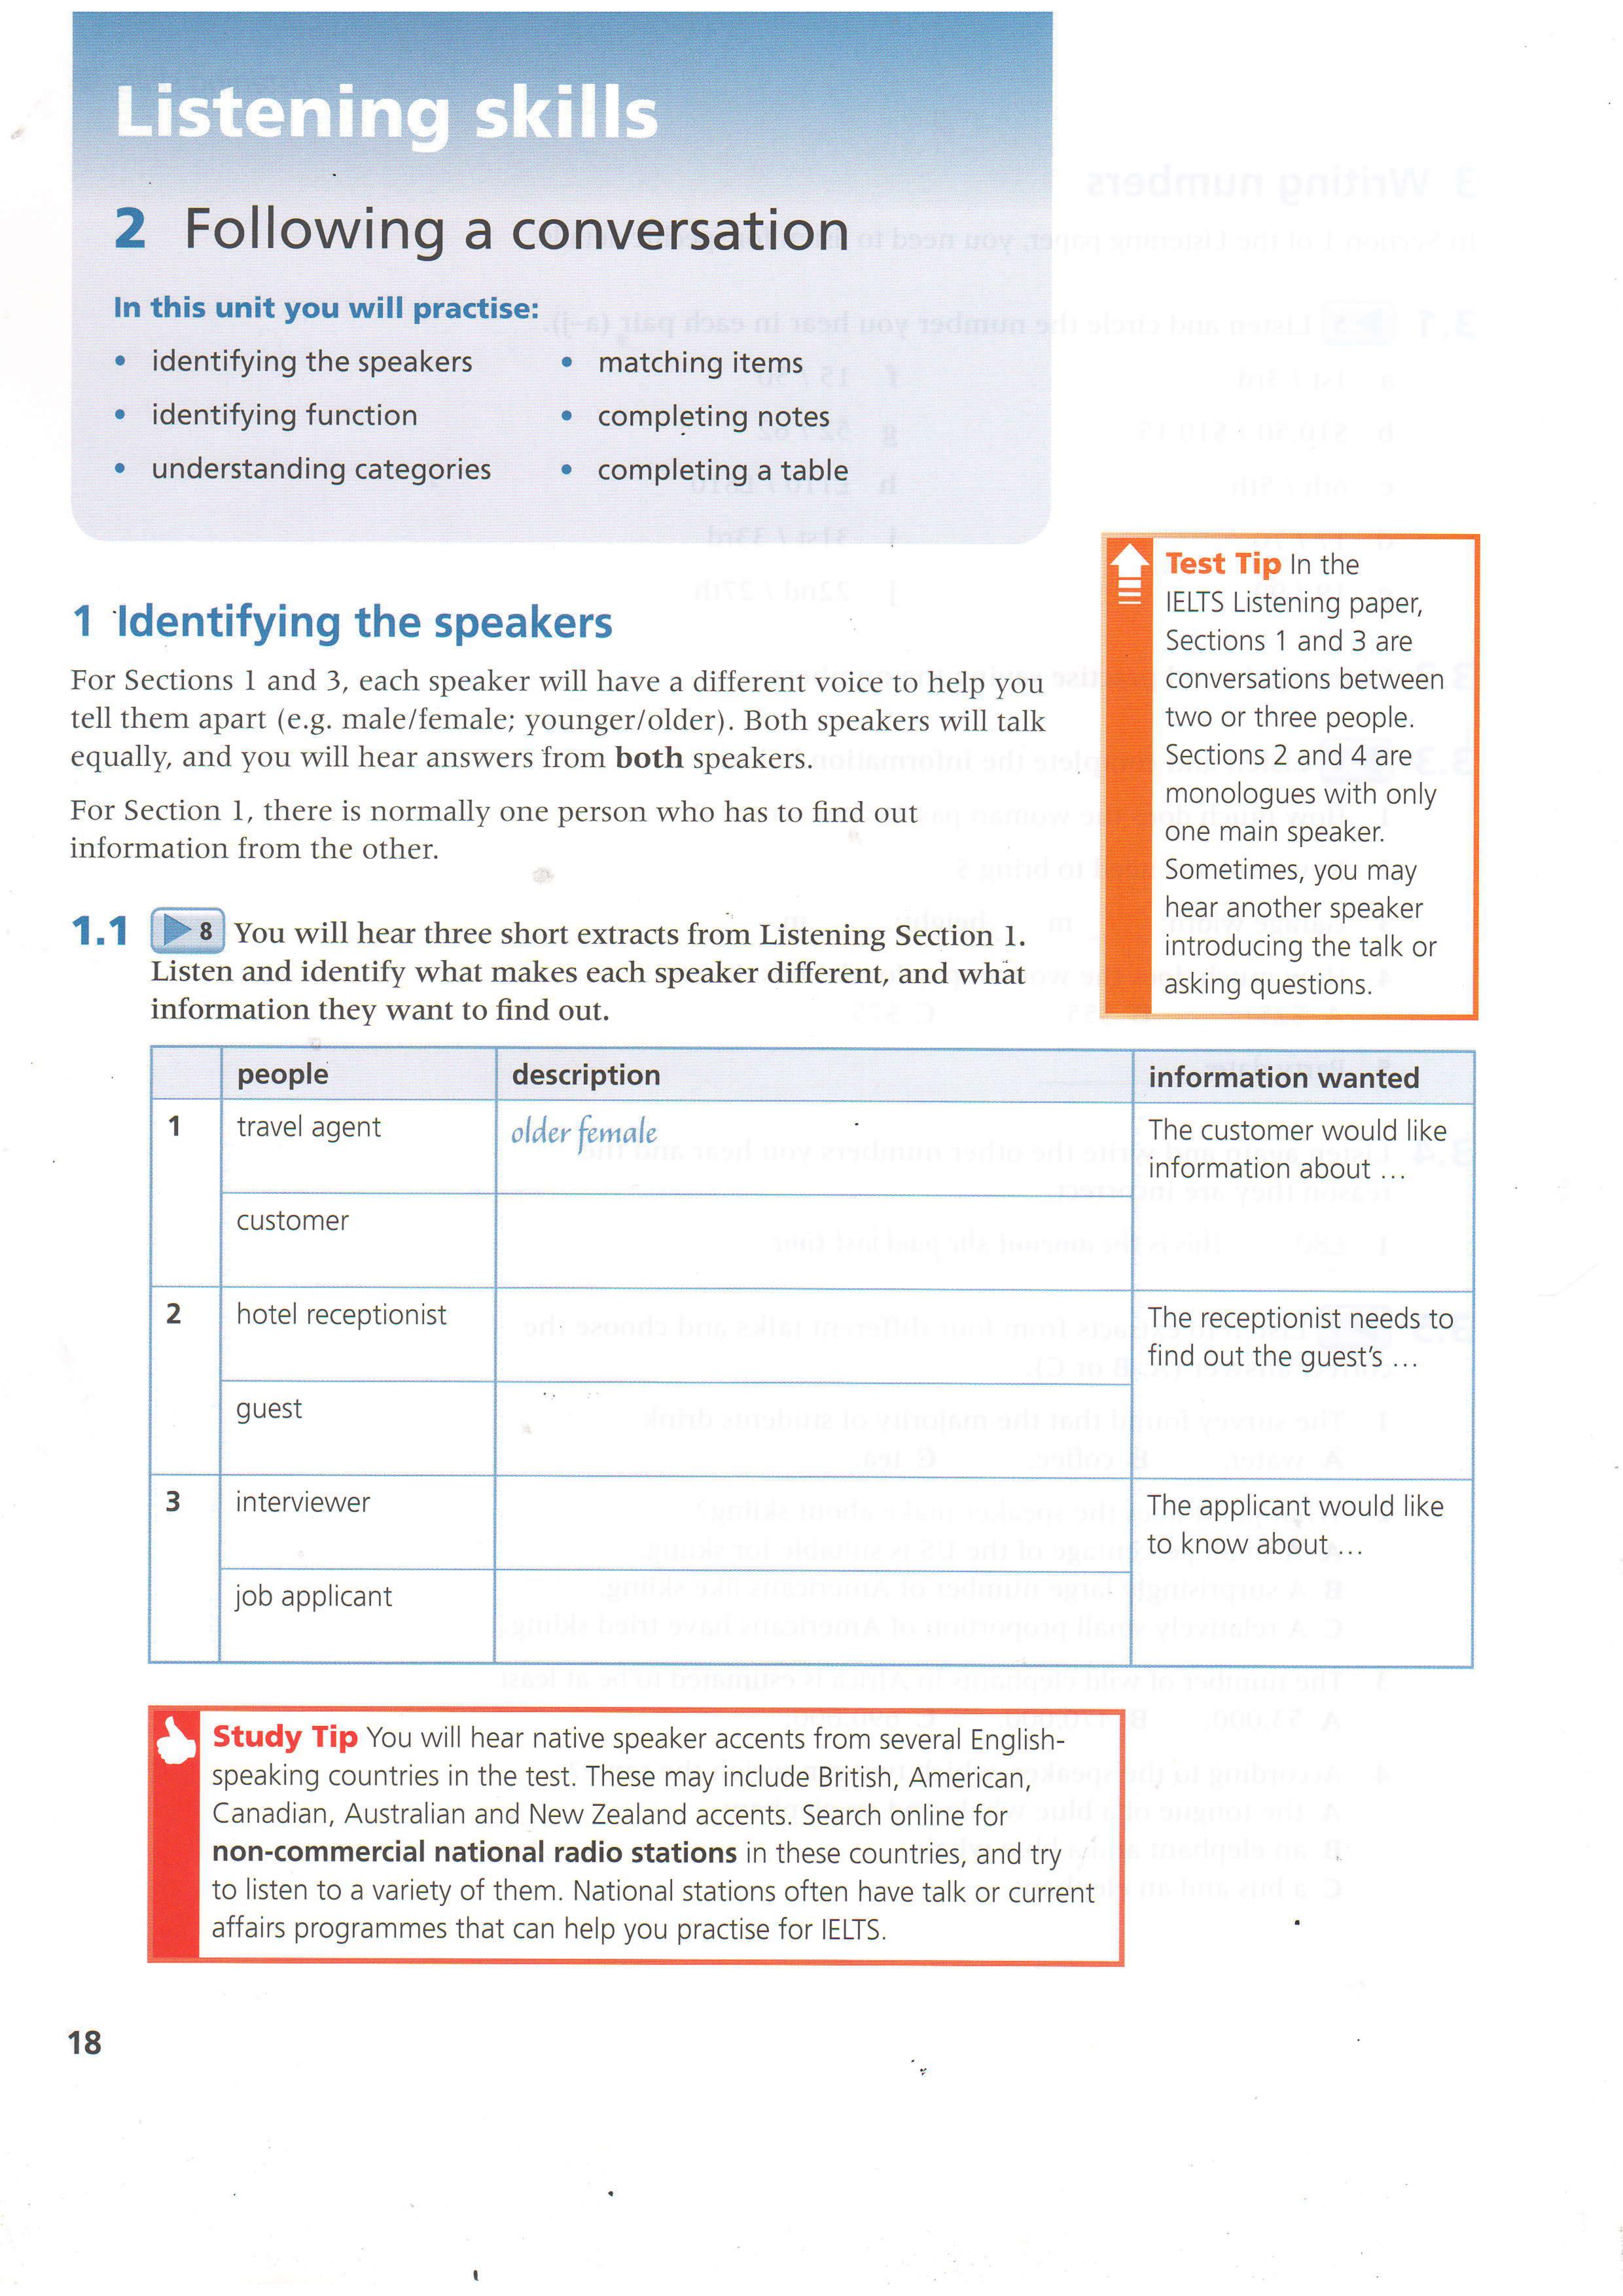 Listening skills
2 Following a conversation
In this unit you will practise:
• identifying the speakers
• identifying function
• understanding categories
• matching items
• completing notes
• completing a table
Test Tip In the
IELTS Listening paper,
Sections 1 and 3 are
conversations between
two or three people.
Sections 2 and 4 are
monologues with only
one main speaker.
Sometimes, you may
hear another speaker
introducing the talk or
asking questions.
1 Identifying the speakers
For Sections 1 and 3, each speaker will have a different voice to help you
tell them apart (e.g. male/female; younger/older). Both speakers will talk
equally, and you will hear answers from both speakers.
For Section 1, there is normally one person who has to find out
information from the other.
1.1 8 You will hear three short extracts from Listening Section 1.
Listen and identify what makes each speaker different, and what
information they want to find out.
people description information wanted
1 travel agent older female The customer would like
information about ...
customer
2 hotel receptionist The receptionist needs to
find out the guest's ...
guest
3 interviewer The applicant would like
to know about ...
job applicant
Study Tip You will hear native speaker accents from several English-
speaking countries in the test. These may include British, American,
Canadian, Australian and New Zealand accents. Search online for
non-commercial national radio stations in these countries, and try
to listen to a variety of them. National stations often have talk or current
affairs programmes that can help you practise for IELTS.
18